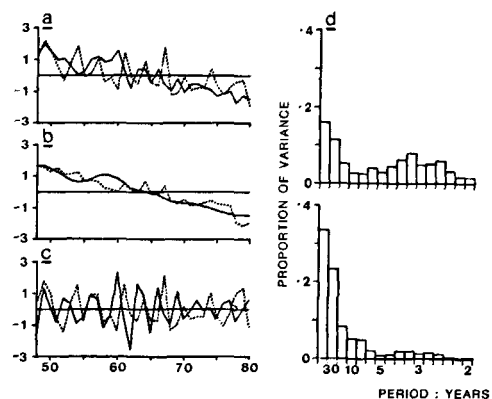 a
3
1
-1
-3
b
3
1
-1
-3
c
3
1
-1
-3
50 60 70 80
d
·4
·2
0
·4
·2
0
30 10 5 3 2
PROPORTION OF VARIANCE
PERIOD : YEARS